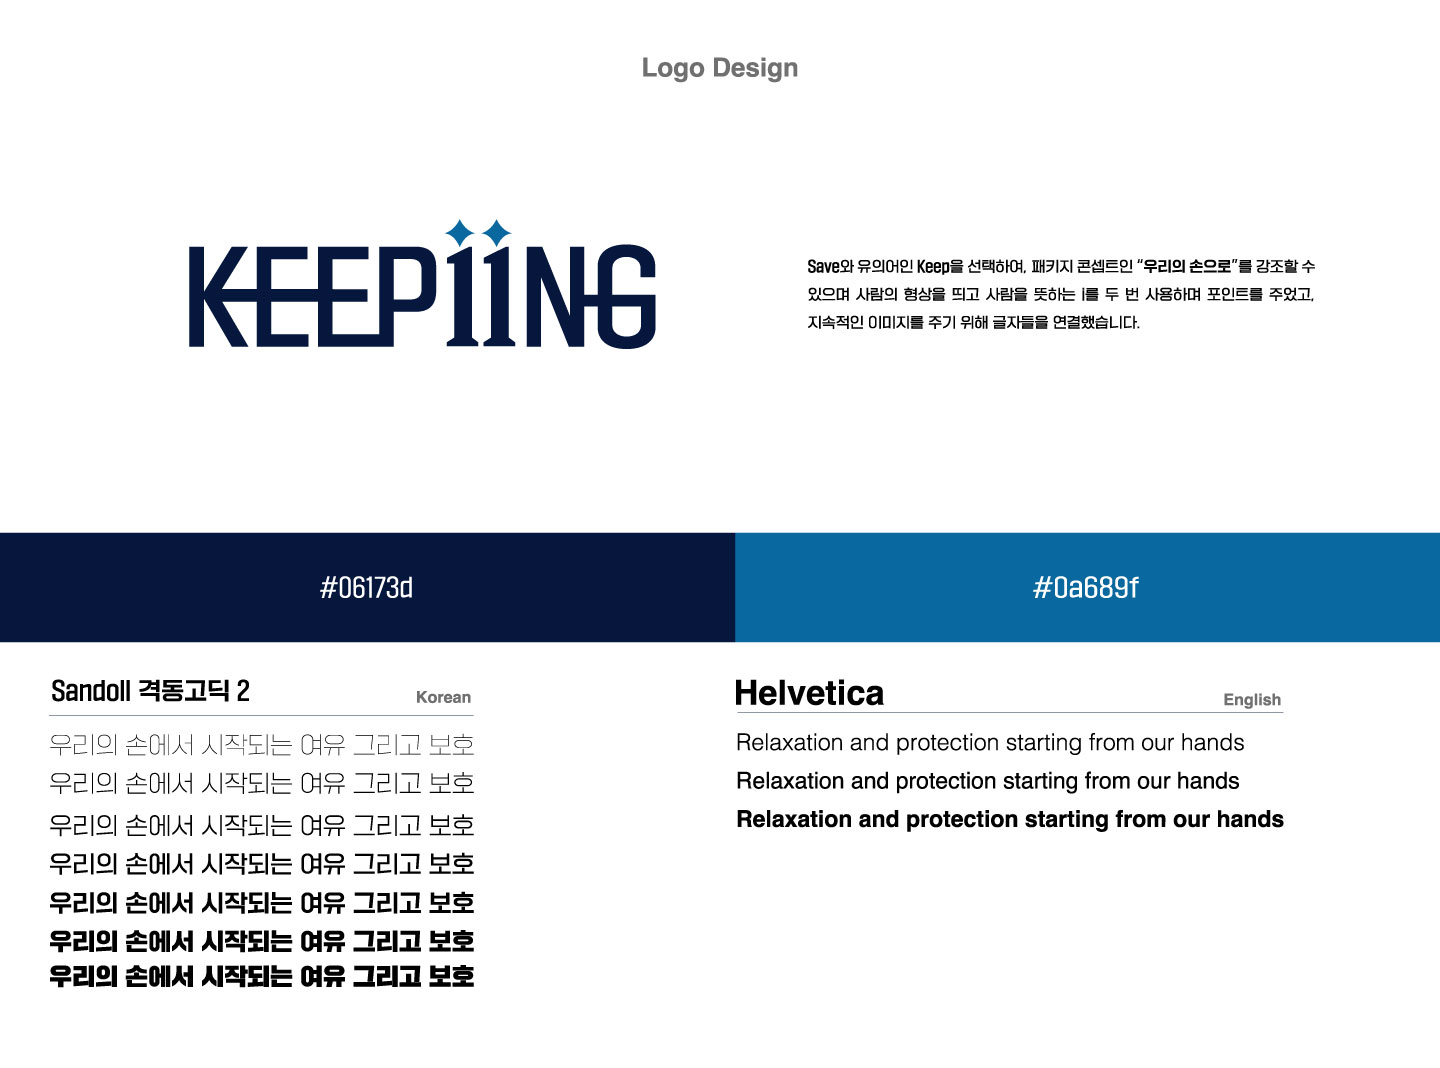 Logo Design
KEEPiiNG
Save와 유의어인 Keep을 선택하여, 패키지 콘셉트인 “우리의 손으로”를 강조할 수
있으며 사람의 형상을 띄고 사람을 뜻하는 i를 두 번 사용하며 포인트를 주었고,
지속적인 이미지를 주기 위해 글자들을 연결했습니다.
#06173d
#0a689f
Sandoll 격동고딕 2
Korean
우리의 손에서 시작되는 여유 그리고 보호
우리의 손에서 시작되는 여유 그리고 보호
우리의 손에서 시작되는 여유 그리고 보호
우리의 손에서 시작되는 여유 그리고 보호
우리의 손에서 시작되는 여유 그리고 보호
우리의 손에서 시작되는 여유 그리고 보호
우리의 손에서 시작되는 여유 그리고 보호
Helvetica
English
Relaxation and protection starting from our hands
Relaxation and protection starting from our hands
Relaxation and protection starting from our hands